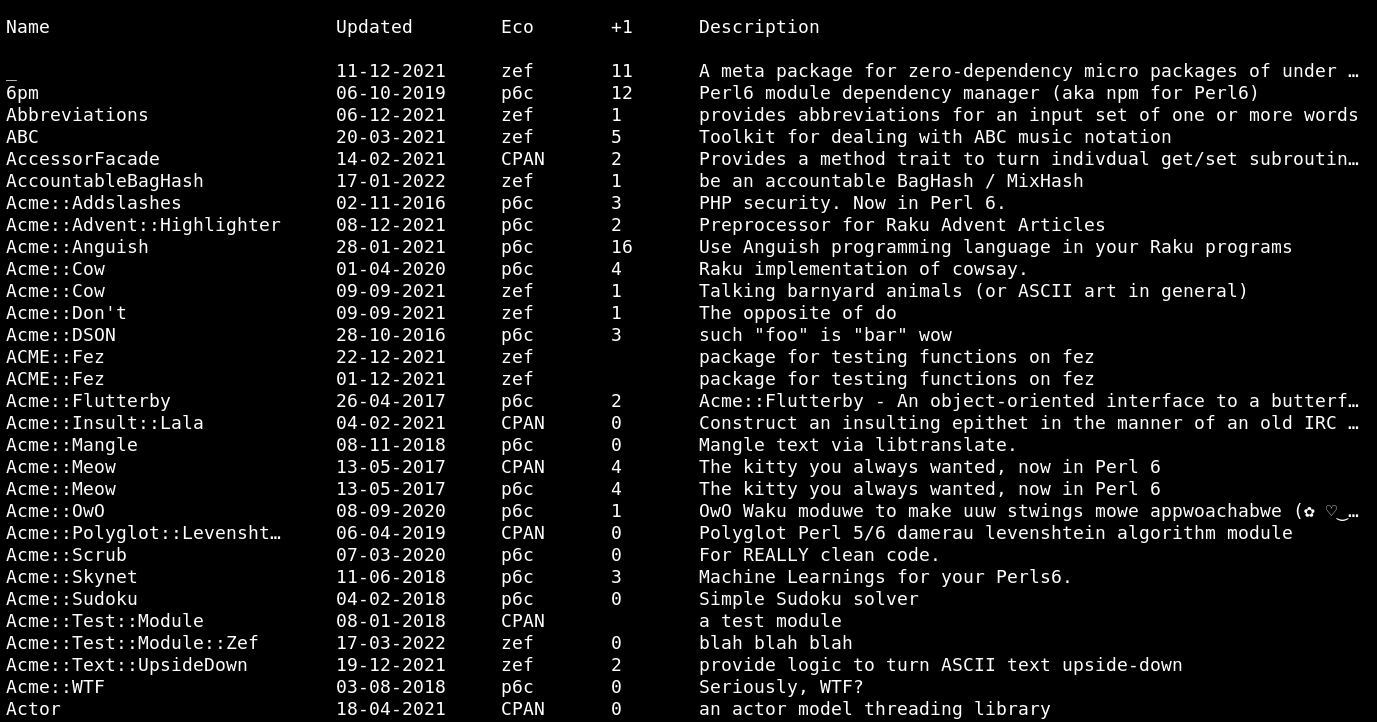 Name Updated Eco +1 Description
_ 11-12-2021 zef 11 A meta package for zero-dependency micro packages of under …
6pm 06-10-2019 p6c 12 Perl6 module dependency manager (aka npm for Perl6)
Abbreviations 06-12-2021 zef 1 provides abbreviations for an input set of one or more words
ABC 20-03-2021 zef 5 Toolkit for dealing with ABC music notation
AccessorFacade 14-02-2021 CPAN 2 Provides a method trait to turn indivdual get/set subroutin…
AccountableBagHash 17-01-2022 zef 1 be an accountable BagHash / MixHash
Acme::Addslashes 02-11-2016 p6c 3 PHP security. Now in Perl 6.
Acme::Advent::Highlighter 08-12-2021 p6c 2 Preprocessor for Raku Advent Articles
Acme::Anguish 28-01-2021 p6c 16 Use Anguish programming language in your Raku programs
Acme::Cow 01-04-2020 p6c 4 Raku implementation of cowsay.
Acme::Cow 09-09-2021 zef 1 Talking barnyard animals (or ASCII art in general)
Acme::Don't 09-09-2021 zef 1 The opposite of do
Acme::DSON 28-10-2016 p6c 3 such "foo" is "bar" wow
ACME::Fez 22-12-2021 zef package for testing functions on fez
ACME::Fez 01-12-2021 zef package for testing functions on fez
Acme::Flutterby 26-04-2017 p6c 2 Acme::Flutterby - An object-oriented interface to a butterf…
Acme::Insult::Lala 04-02-2021 CPAN 0 Construct an insulting epithet in the manner of an old IRC …
Acme::Mangle 08-11-2018 p6c 0 Mangle text via libtranslate.
Acme::Meow 13-05-2017 CPAN 4 The kitty you always wanted, now in Perl 6
Acme::Meow 13-05-2017 p6c 4 The kitty you always wanted, now in Perl 6
Acme::OwO 08-09-2020 p6c 1 OwO Waku moduwe to make uuw stwings mowe appwoachabwe (✿ ♡‿…
Acme::Polyglot::Levensht… 06-04-2019 CPAN 0 Polyglot Perl 5/6 damerau levenshtein algorithm module
Acme::Scrub 07-03-2020 p6c 0 For REALLY clean code.
Acme::Skynet 11-06-2018 p6c 3 Machine Learnings for your Perls6.
Acme::Sudoku 04-02-2018 p6c 0 Simple Sudoku solver
Acme::Test::Module 08-01-2018 CPAN a test module
Acme::Test::Module::Zef 17-03-2022 zef 0 blah blah blah
Acme::Text::UpsideDown 19-12-2021 zef 2 provide logic to turn ASCII text upside-down
Acme::WTF 03-08-2018 p6c 0 Seriously, WTF?
Actor 18-04-2021 CPAN 0 an actor model threading library